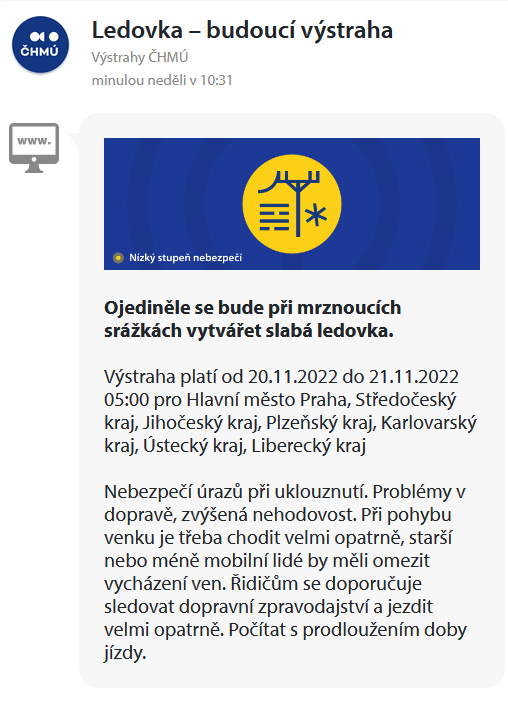 ČHMÚ
Ledovka – budoucí výstraha
Výstrahy ČHMÚ
minulou neděli v 10:31
www.
Nízký stupeň nebezpečí
Ojediněle se bude při mrznoucích
srážkách vytvářet slabá ledovka.
Výstraha platí od 20.11.2022 do 21.11.2022
05:00 pro Hlavní město Praha, Středočeský
kraj, Jihočeský kraj, Plzeňský kraj, Karlovarský
kraj, Ústecký kraj, Liberecký kraj
Nebezpečí úrazů při uklouznutí. Problémy v
dopravě, zvýšená nehodovost. Při pohybu
venku je třeba chodit velmi opatrně, starší
nebo méně mobilní lidé by měli omezit
vycházení ven. Řidičům se doporučuje
sledovat dopravní zpravodajství a jezdit
velmi opatrně. Počítat s prodloužením doby
jízdy.